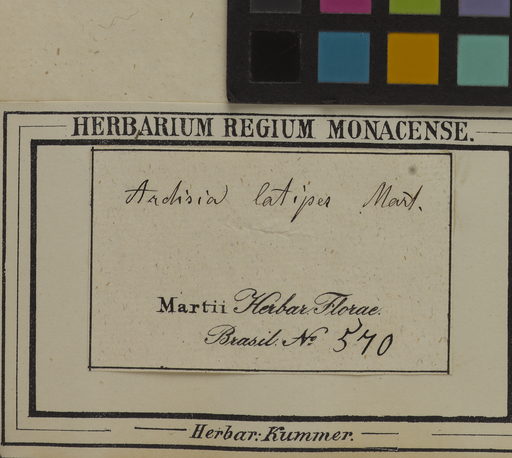 HERBARIUM REGIUM MONACENSE.
Ardisia latipes Mart.
Martii Herbar. Florae.
Brasil. No 570
Herbar: Kummer.